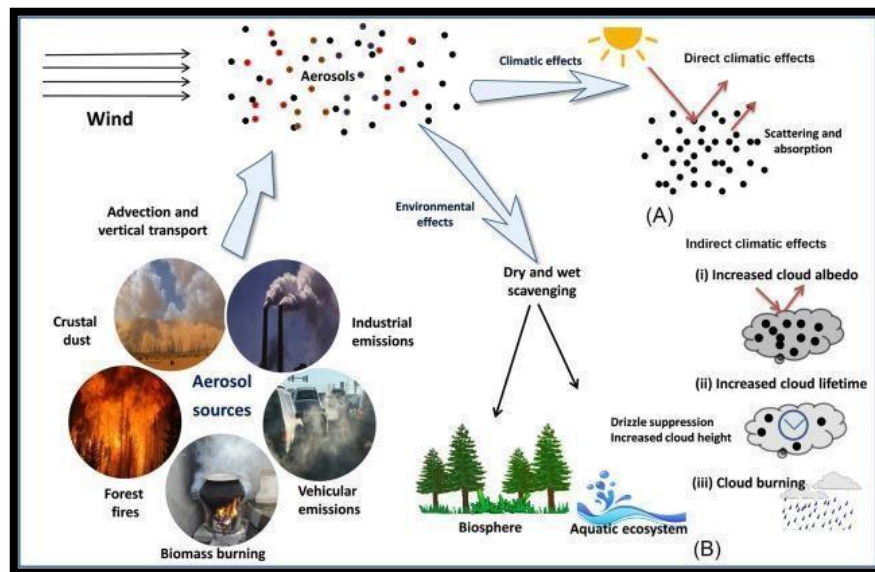 Wind
Aerosols
Climatic effects
Direct climatic effects
Scattering and
absorption
(A)
Advection and
vertical transport
Environmental
effects
Dry and wet
scavenging
Crustal
dust
Industrial
emissions
Aerosol
sources
Forest
fires
Vehicular
emissions
Biomass burning
Biosphere
Aquatic ecosystem
Indirect climatic effects
(i) Increased cloud albedo
(ii) Increased cloud lifetime
Drizzle suppression
Increased cloud height
(iii) Cloud burning
(B)